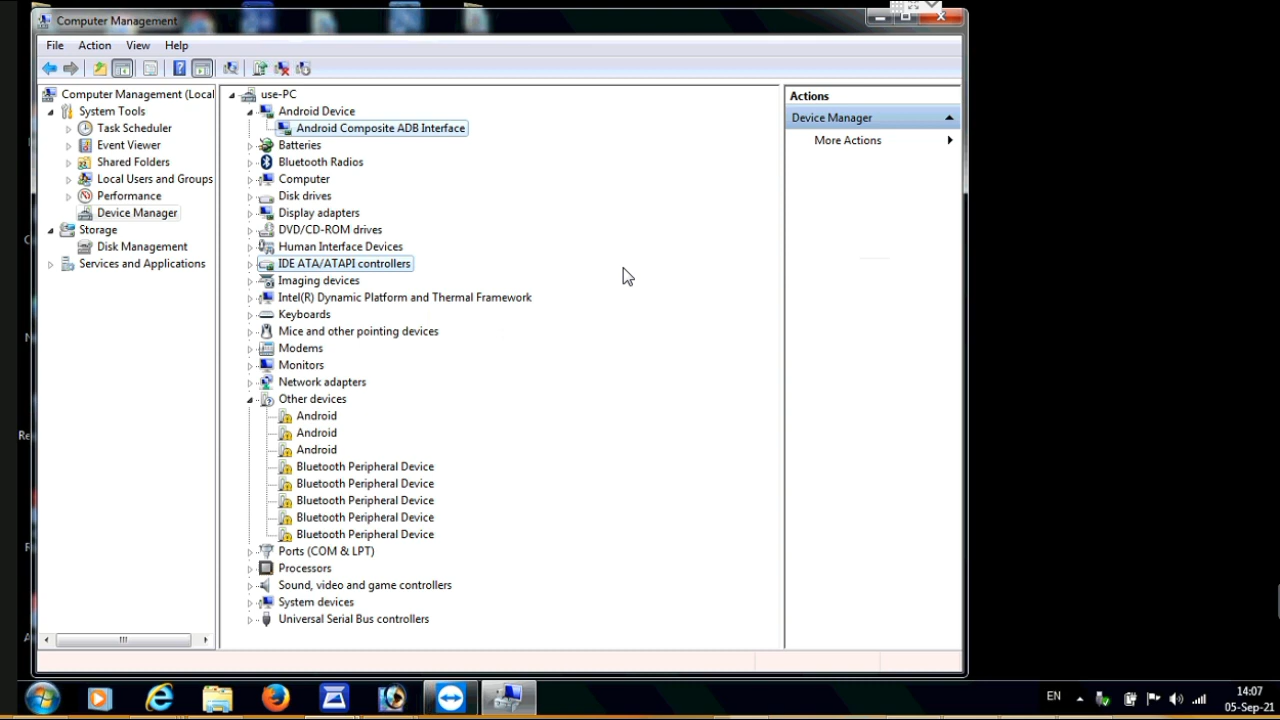 Computer Management
File Action View Help
Computer Management (Local
System Tools
Task Scheduler
Event Viewer
Shared Folders
Local Users and Groups
Performance
Device Manager
Storage
Disk Management
Services and Applications
use-PC
Android Device
Android Composite ADB Interface
Batteries
Bluetooth Radios
Computer
Disk drives
Display adapters
DVD/CD-ROM drives
Human Interface Devices
IDE ATA/ATAPI controllers
Imaging devices
Intel(R) Dynamic Platform and Thermal Framework
Keyboards
Mice and other pointing devices
Modems
Monitors
Network adapters
Other devices
Android
Android
Android
Bluetooth Peripheral Device
Bluetooth Peripheral Device
Bluetooth Peripheral Device
Bluetooth Peripheral Device
Bluetooth Peripheral Device
Ports (COM & LPT)
Processors
Sound, video and game controllers
System devices
Universal Serial Bus controllers
Actions
Device Manager
More Actions
Re
EN
14:07
05-Sep-21